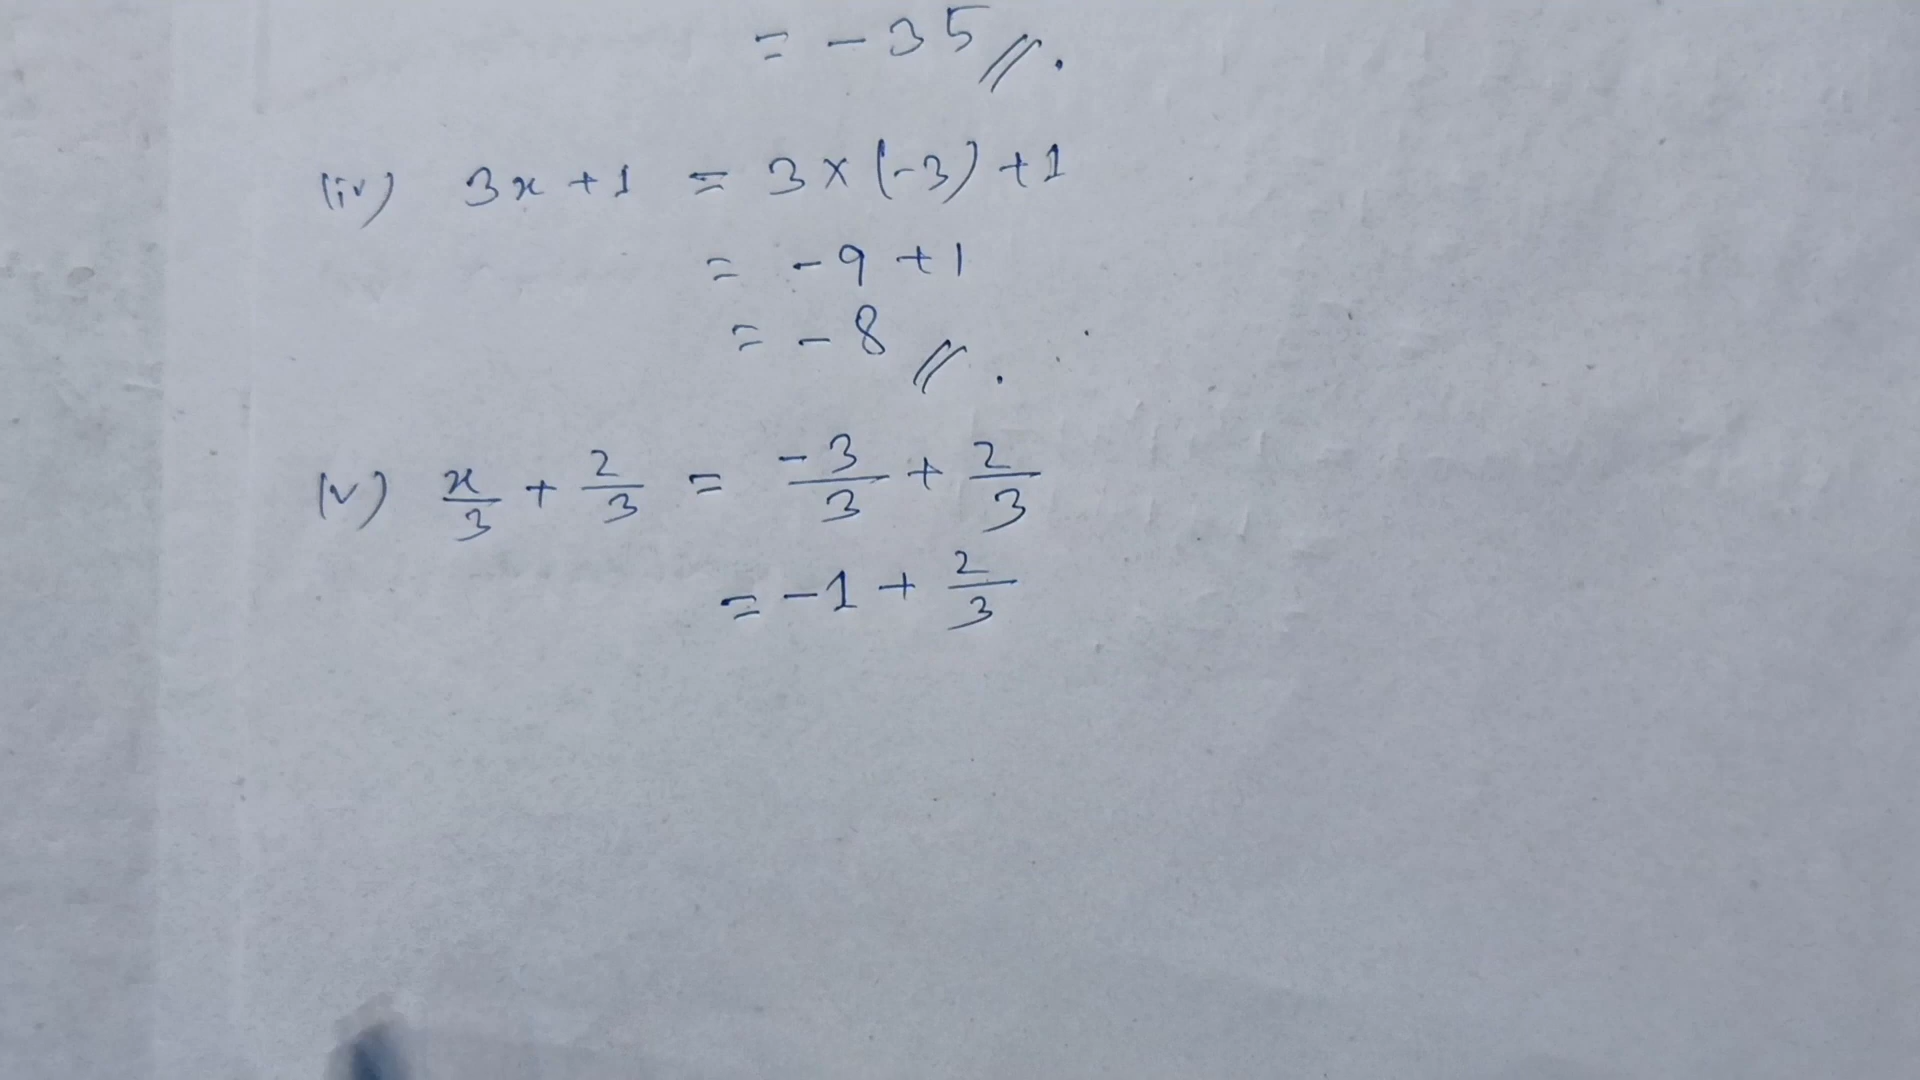 = -35 //.
(iv) 3x + 1 = 3 × (-3) + 1
= -9 + 1
= -8 //.
(v) x/3 + 2/3 = -3/3 + 2/3
= -1 + 2/3